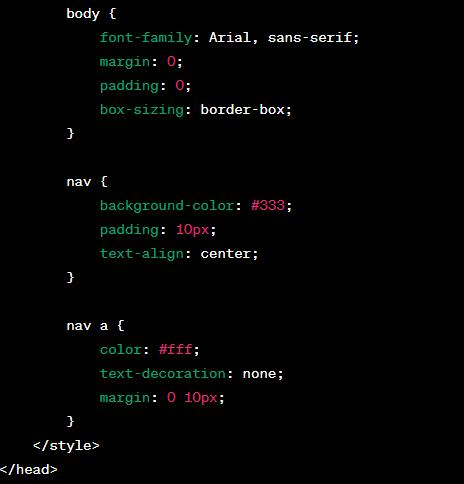 body {
font-family: Arial, sans-serif;
margin: 0;
padding: 0;
box-sizing: border-box;
}
nav {
background-color: #333;
padding: 10px;
text-align: center;
}
nav a {
color: #fff;
text-decoration: none;
margin: 0 10px;
}
</style>
</head>